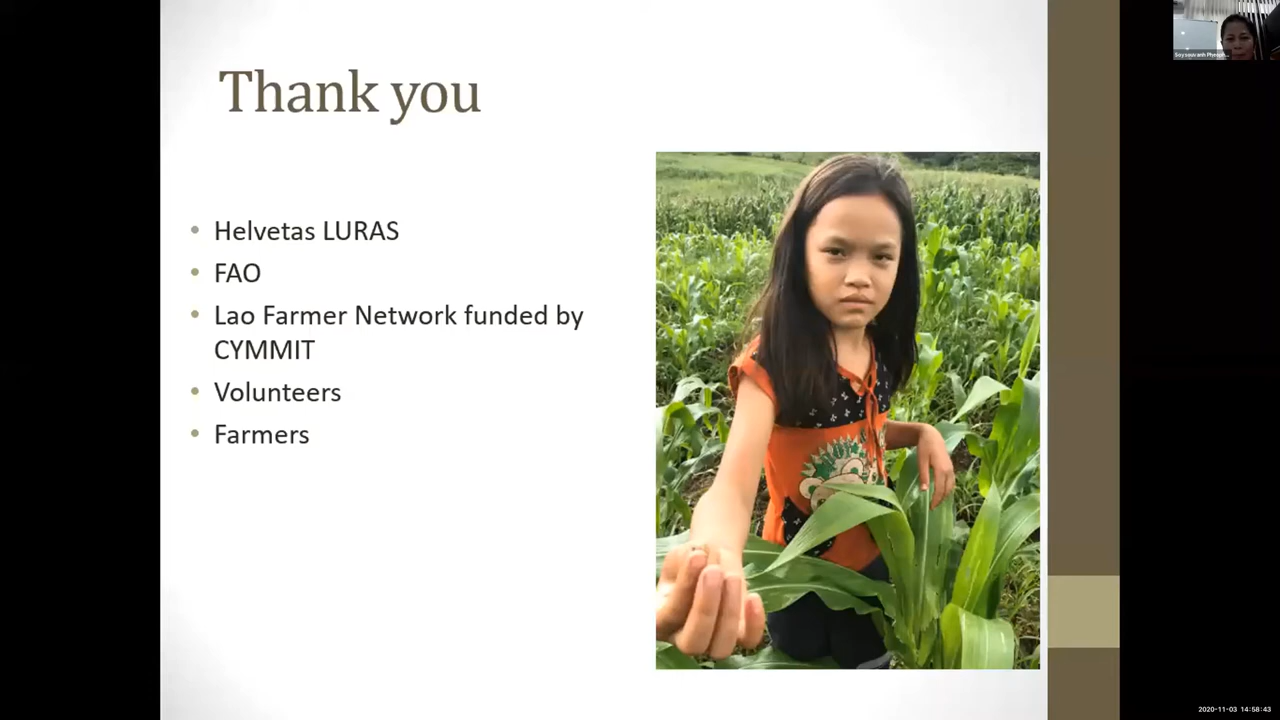 Thank you
Helvetas LURAS
FAO
Lao Farmer Network funded by
CYMMIT
Volunteers
Farmers
2020-11-03 14:58:43